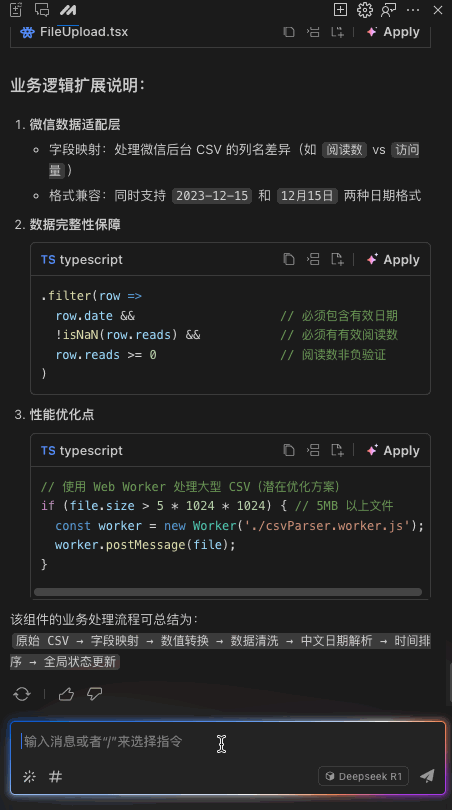 FileUpload.tsx
Apply
业务逻辑扩展说明：
1. 微信数据适配层
字段映射：处理微信后台 CSV 的列名差异（如 阅读数 vs 访问
量）
格式兼容：同时支持 2023-12-15 和 12月15日 两种日期格式
2. 数据完整性保障
TS typescript
Apply
.filter(row =>
row.date && // 必须包含有效日期
!isNaN(row.reads) && // 必须有有效阅读数
row.reads >= 0 // 阅读数非负验证
)
3. 性能优化点
TS typescript
Apply
// 使用 Web Worker 处理大型 CSV（潜在优化方案）
if (file.size > 5 * 1024 * 1024) { // 5MB 以上文件
const worker = new Worker('./csvParser.worker.js');
worker.postMessage(file);
}
该组件的业务处理流程可总结为：
原始 CSV → 字段映射 → 数值转换 → 数据清洗 → 中文日期解析 → 时间排
序 → 全局状态更新
输入消息或者“/”来选择指令
Deepseek R1